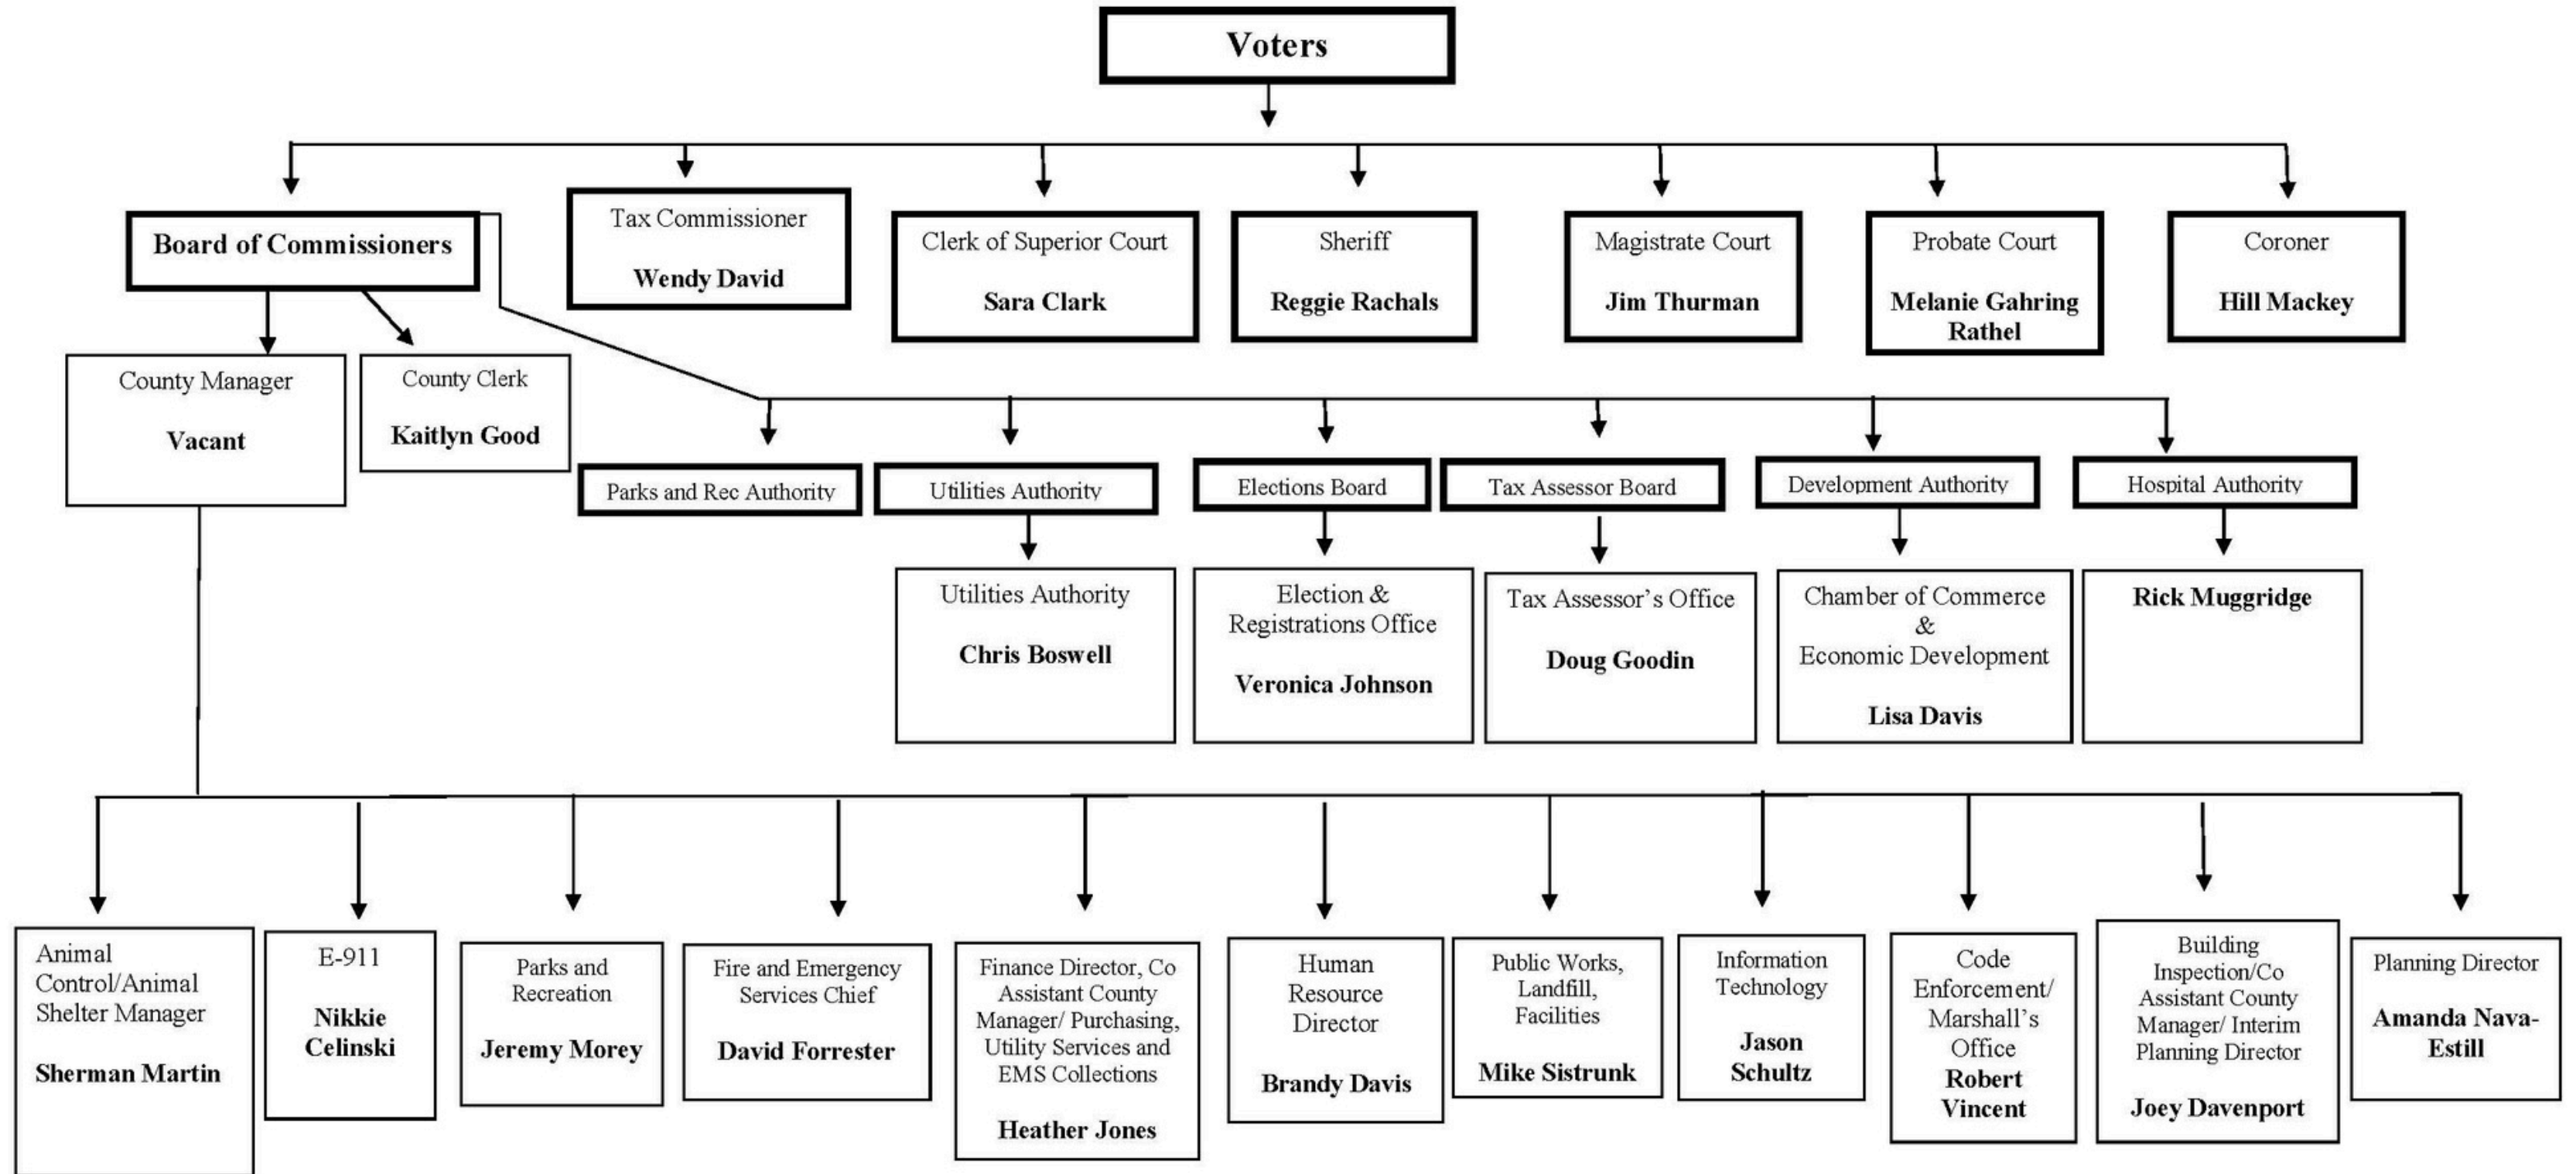 Voters
Board of Commissioners
Tax Commissioner
Wendy David
Clerk of Superior Court
Sara Clark
Sheriff
Reggie Rachals
Magistrate Court
Jim Thurman
Probate Court
Melanie Gahring
Rathel
Coroner
Hill Mackey
County Manager
Vacant
County Clerk
Kaitlyn Good
Parks and Rec Authority
Utilities Authority
Elections Board
Tax Assessor Board
Development Authority
Hospital Authority
Utilities Authority
Chris Boswell
Election &
Registrations Office
Veronica Johnson
Tax Assessor's Office
Doug Goodin
Chamber of Commerce
&
Economic Development
Lisa Davis
Rick Muggridge
Animal
Control/Animal
Shelter Manager
Sherman Martin
E-911
Nikkie
Celinski
Parks and
Recreation
Jeremy Morey
Fire and Emergency
Services Chief
David Forrester
Finance Director, Co
Assistant County
Manager/ Purchasing,
Utility Services and
EMS Collections
Heather Jones
Human
Resource
Director
Brandy Davis
Public Works,
Landfill,
Facilities
Mike Sistrunk
Information
Technology
Jason
Schultz
Code
Enforcement/
Marshall's
Office
Robert
Vincent
Building
Inspection/Co
Assistant County
Manager/ Interim
Planning Director
Joey Davenport
Planning Director
Amanda Nava-
Estill